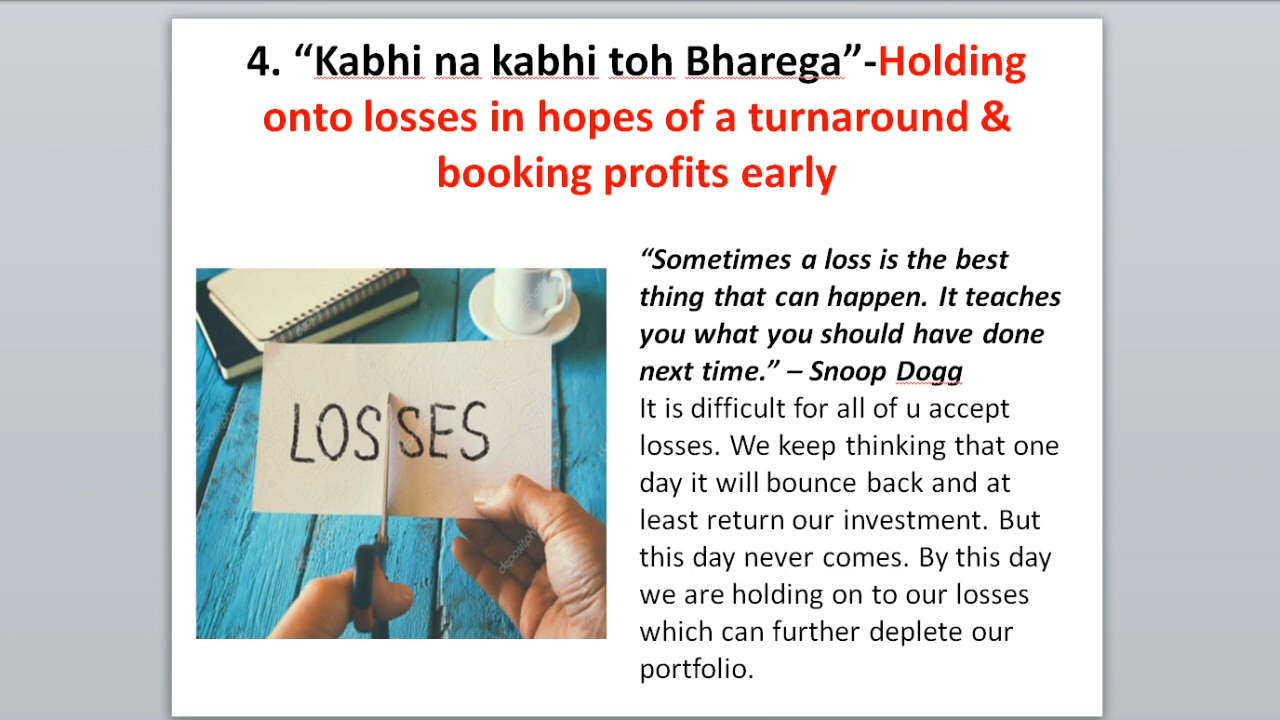 4. “Kabhi na kabhi toh Bharega”-Holding
onto losses in hopes of a turnaround &
booking profits early
“Sometimes a loss is the best
thing that can happen. It teaches
you what you should have done
next time.” – Snoop Dogg
It is difficult for all of u accept
losses. We keep thinking that one
day it will bounce back and at
least return our investment. But
this day never comes. By this day
we are holding on to our losses
which can further deplete our
portfolio.
LOSSES